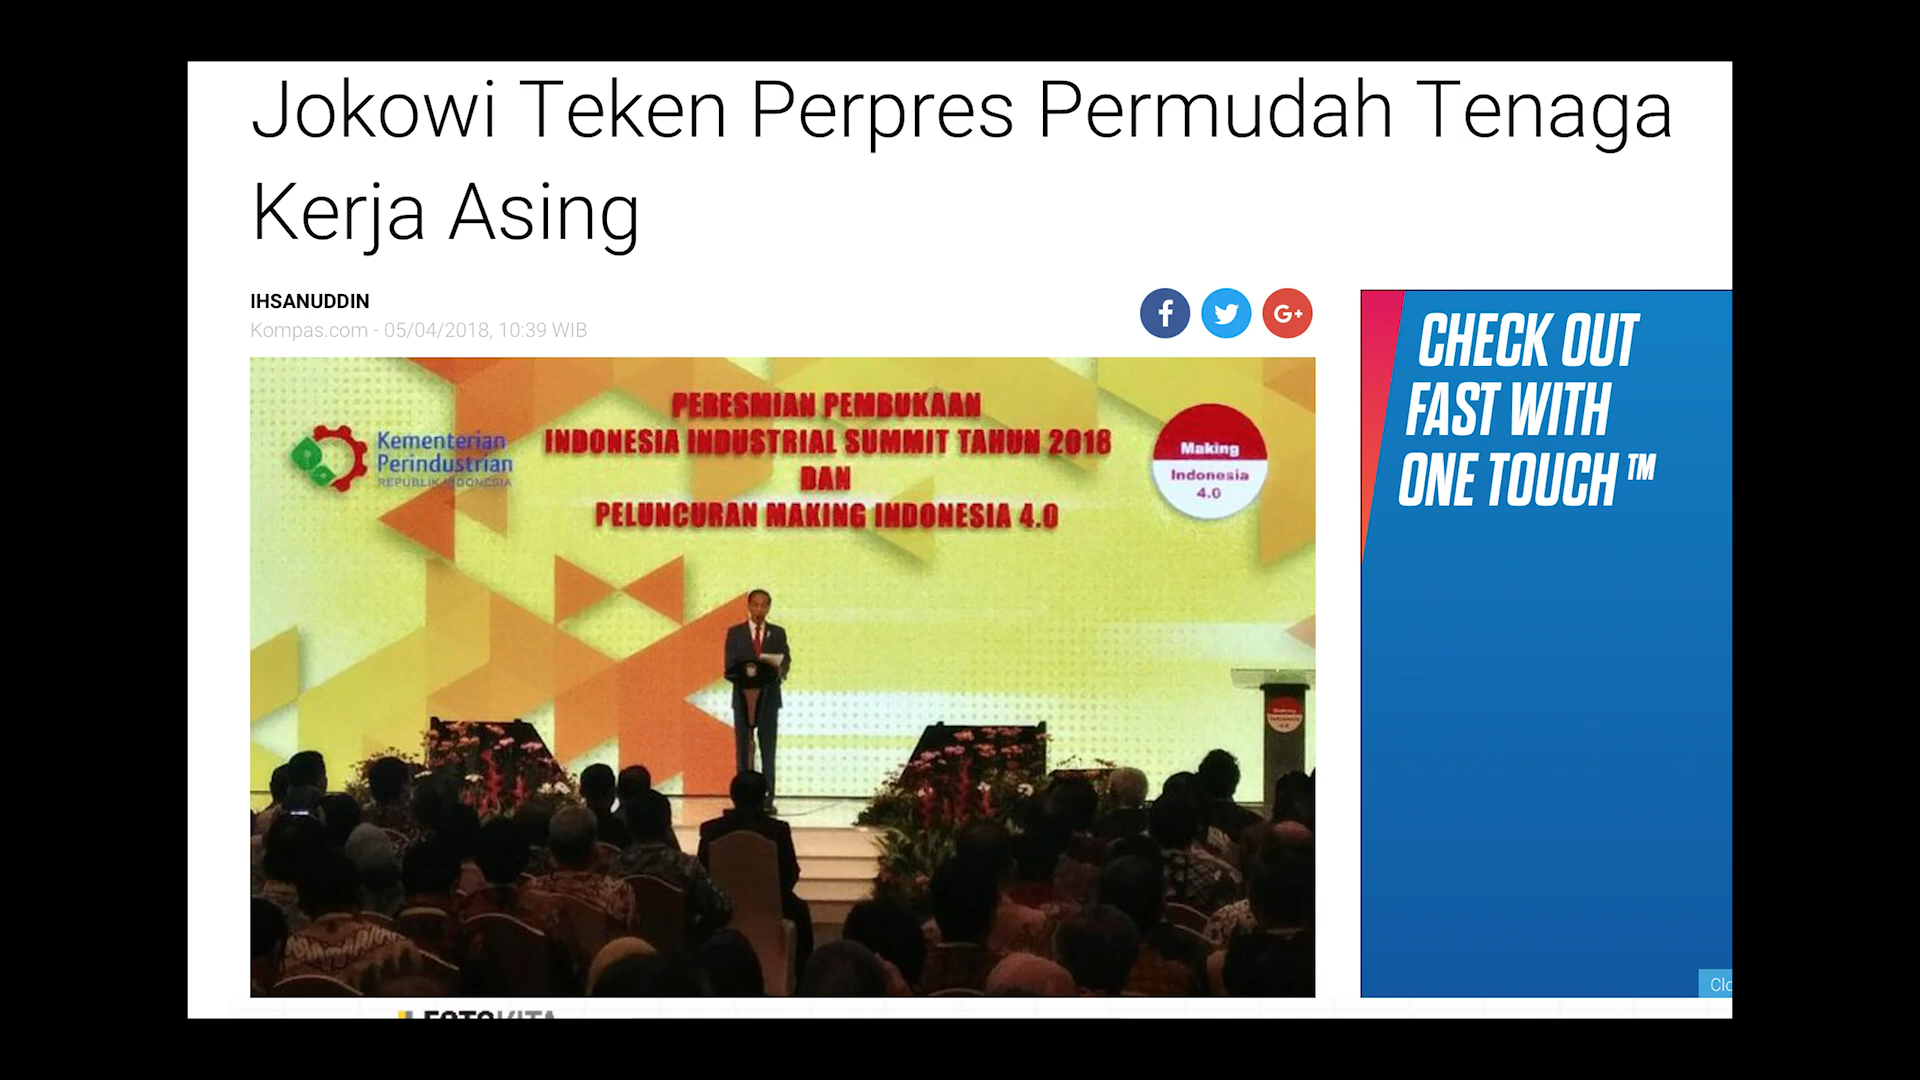 Jokowi Teken Perpres Permudah Tenaga
Kerja Asing
IHSANUDDIN
Kompas.com - 05/04/2018, 10:39 WIB
f
G+
CHECK OUT
FAST WITH
ONE TOUCH™
Kementerian
Perindustrian
REPUBLIK INDONESIA
PERESMIAN PEMBUKAAN
INDONESIA INDUSTRIAL SUMMIT TAHUN 2018
DAN
PELUNCURAN MAKING INDONESIA 4.0
Making
Indonesia
4.0